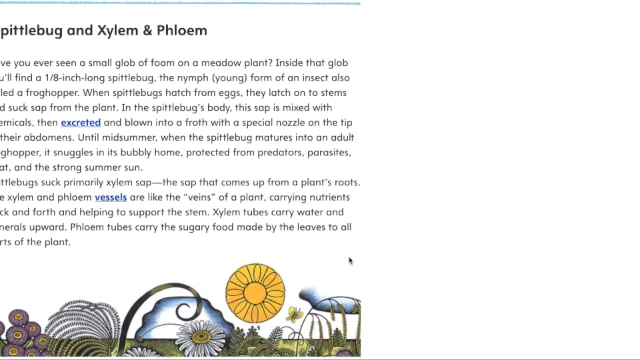 pittlebug and Xylem & Phloem
ve you ever seen a small glob of foam on a meadow plant? Inside that glob
u'll find a 1/8-inch-long spittlebug, the nymph (young) form of an insect also
led a froghopper. When spittlebugs hatch from eggs, they latch on to stems
d suck sap from the plant. In the spittlebug's body, this sap is mixed with
emicals, then excreted and blown into a froth with a special nozzle on the tip
their abdomens. Until midsummer, when the spittlebug matures into an adult
ghopper, it snuggles in its bubbly home, protected from predators, parasites,
at, and the strong summer sun.
ittlebugs suck primarily xylem sap—the sap that comes up from a plant's roots.
e xylem and phloem vessels are like the “veins” of a plant, carrying nutrients
ck and forth and helping to support the stem. Xylem tubes carry water and
nerals upward. Phloem tubes carry the sugary food made by the leaves to all
rts of the plant.